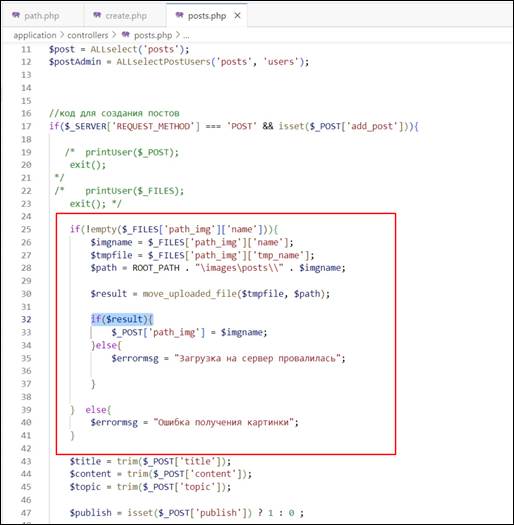 path.php create.php posts.php ×
application > controllers > posts.php > ...
11 $post = ALLselect('posts');
12 $postAdmin = ALLselectPostUsers('posts', 'users');
13
14
15
16 //код для создания постов
17 if($_SERVER['REQUEST_METHOD'] === 'POST' && isset($_POST['add_post'])){
18
19 /* printUser($_POST);
20 exit();
21 */
22 /* printUser($_FILES);
23 exit(); */
24
25 if(!empty($_FILES['path_img']['name'])){
26 $imgname = $_FILES['path_img']['name'];
27 $tmpfile = $_FILES['path_img']['tmp_name'];
28 $path = ROOT_PATH . "\images\posts\\" . $imgname;
29
30 $result = move_uploaded_file($tmpfile, $path);
31
32 if($result){
33 $_POST['path_img'] = $imgname;
34 }else{
35 $errormsg = "Загрузка на сервер провалилась";
36
37 }
38
39 } else{
40 $errormsg = "Ошибка получения картинки";
41 }
42
43 $title = trim($_POST['title']);
44 $content = trim($_POST['content']);
45 $topic = trim($_POST['topic']);
46
47 $publish = isset($_POST['publish']) ? 1 : 0 ;